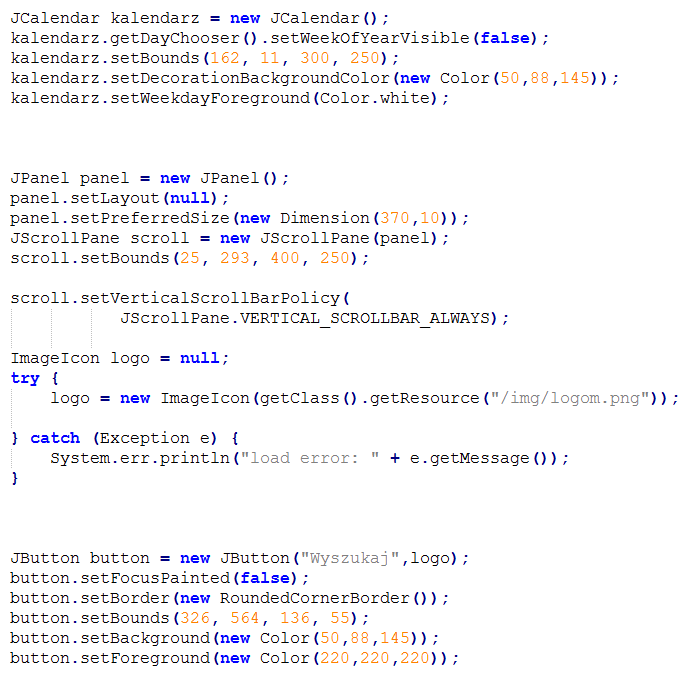 JCalendar kalendarz = new JCalendar();
kalendarz.getDayChooser().setWeekOfYearVisible(false);
kalendarz.setBounds(162, 11, 300, 250);
kalendarz.setDecorationBackgroundColor(new Color(50,88,145));
kalendarz.setWeekdayForeground(Color.white);
JPanel panel = new JPanel();
panel.setLayout(null);
panel.setPreferredSize(new Dimension(370,10));
JScrollPane scroll = new JScrollPane(panel);
scroll.setBounds(25, 293, 400, 250);
scroll.setVerticalScrollBarPolicy(
JScrollPane.VERTICAL_SCROLLBAR_ALWAYS);
ImageIcon logo = null;
try {
logo = new ImageIcon(getClass().getResource("/img/logom.png"));
} catch (Exception e) {
System.err.println("load error: " + e.getMessage());
}
JButton button = new JButton("Wyszukaj",logo);
button.setFocusPainted(false);
button.setBorder(new RoundedCornerBorder());
button.setBounds(326, 564, 136, 55);
button.setBackground(new Color(50,88,145));
button.setForeground(new Color(220,220,220));